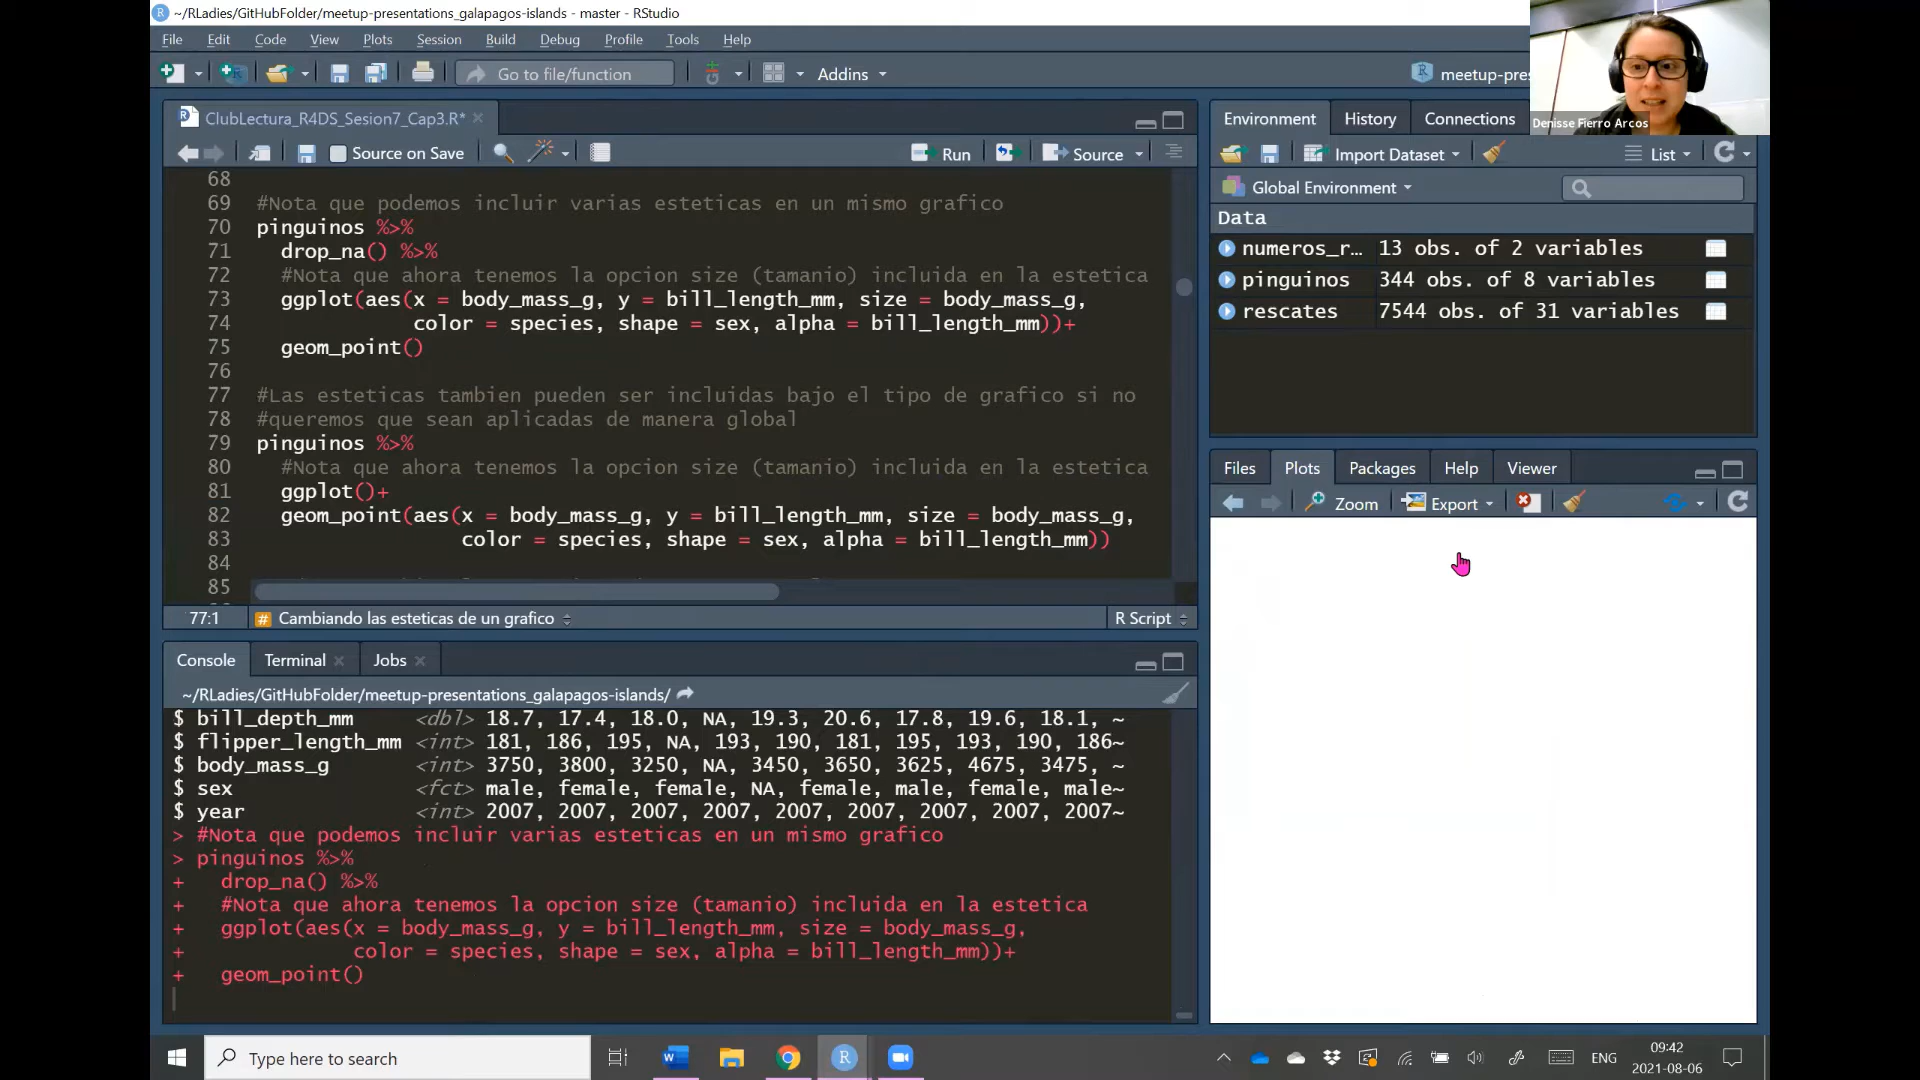 ~/RLadies/GitHubFolder/meetup-presentations_galapagos-islands - master - RStudio
File Edit Code View Plots Session Build Debug Profile Tools Help
Go to file/function
Addins
meetup-pres
Denisse Fierro Arcos
ClubLectura_R4DS_Sesion7_Cap3.R*
Source on Save
Run
Source
68
69 #Nota que podemos incluir varias esteticas en un mismo grafico
70 pinguinos %>%
71 drop_na() %>%
72 #Nota que ahora tenemos la opcion size (tamanio) incluida en la estetica
73 ggplot(aes(x = body_mass_g, y = bill_length_mm, size = body_mass_g,
74 color = species, shape = sex, alpha = bill_length_mm))+
75 geom_point()
76
77 #Las esteticas tambien pueden ser incluidas bajo el tipo de grafico si no
78 #queremos que sean aplicadas de manera global
79 pinguinos %>%
80 #Nota que ahora tenemos la opcion size (tamanio) incluida en la estetica
81 ggplot()+
82 geom_point(aes(x = body_mass_g, y = bill_length_mm, size = body_mass_g,
83 color = species, shape = sex, alpha = bill_length_mm))
84
85
77:1
# Cambiando las esteticas de un grafico
R Script
Console Terminal Jobs
~/RLadies/GitHubFolder/meetup-presentations_galapagos-islands/
$ bill_depth_mm <dbl> 18.7, 17.4, 18.0, NA, 19.3, 20.6, 17.8, 19.6, 18.1, ~
$ flipper_length_mm <int> 181, 186, 195, NA, 193, 190, 181, 195, 193, 190, 186~
$ body_mass_g <int> 3750, 3800, 3250, NA, 3450, 3650, 3625, 4675, 3475, ~
$ sex <fct> male, female, female, NA, female, male, female, male~
$ year <int> 2007, 2007, 2007, 2007, 2007, 2007, 2007, 2007, 2007~
> #Nota que podemos incluir varias esteticas en un mismo grafico
> pinguinos %>%
+ drop_na() %>%
+ #Nota que ahora tenemos la opcion size (tamanio) incluida en la estetica
+ ggplot(aes(x = body_mass_g, y = bill_length_mm, size = body_mass_g,
+ color = species, shape = sex, alpha = bill_length_mm))+
+ geom_point()
Environment History Connections
Import Dataset
List
Global Environment
Data
numeros_r… 13 obs. of 2 variables
pinguinos 344 obs. of 8 variables
rescates 7544 obs. of 31 variables
Files Plots Packages Help Viewer
Zoom Export
Type here to search
ENG
09:42
2021-08-06